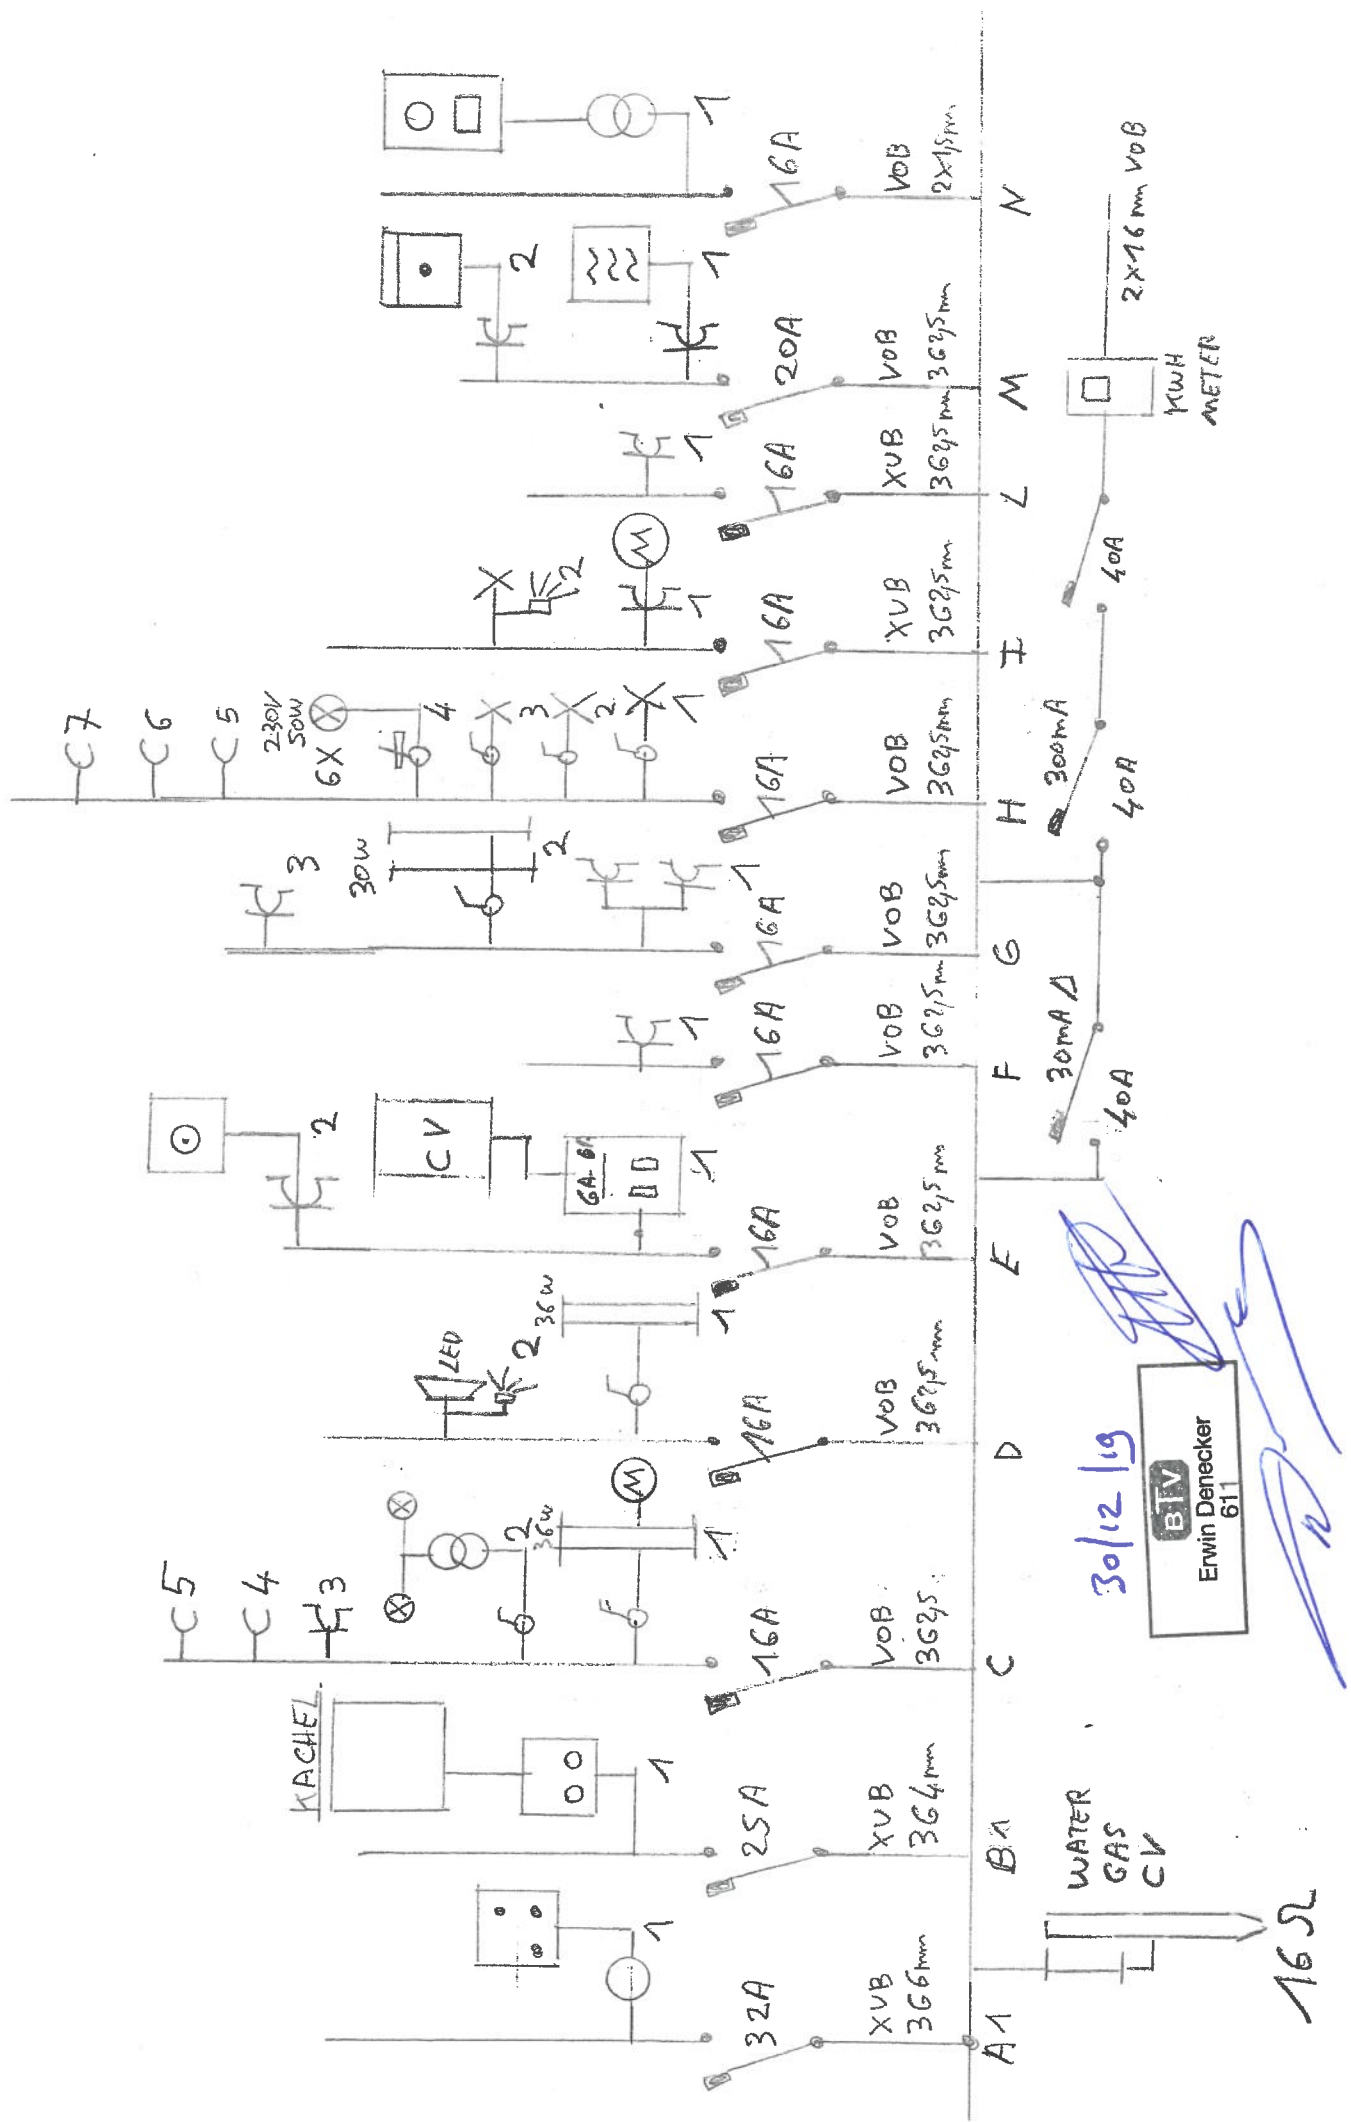 KACHEL
C5
C4
3
2
36W
1
1
1
32A
XVB
3G6mm
A1
25A
XVB
3G4mm
B1
16A
VOB
3G2,5
C
LED
2
36W
1
16A
VOB
3G2,5mm
D
2
CV
1
16A
VOB
3G2,5mm
E
1
16A
VOB
3G2,5mm
F
3
30W
2
1
16A
VOB
3G2,5mm
G
C7
C6
C5
230V
50W
6X
4
3
2
1
16A
VOB
3G2,5mm
H
2
1
16A
XVB
3G2,5mm
I
1
16A
XVB
3G2,5mm
L
2
1
20A
VOB
3G2,5mm
M
1
16A
VOB
2x1,5mm
N
WATER
GAS
CV
16 Ω
30/12/19
BTV
Erwin Denecker
611
30mA Δ
40A
300mA
40A
40A
KWH
METER
2x16mm VOB